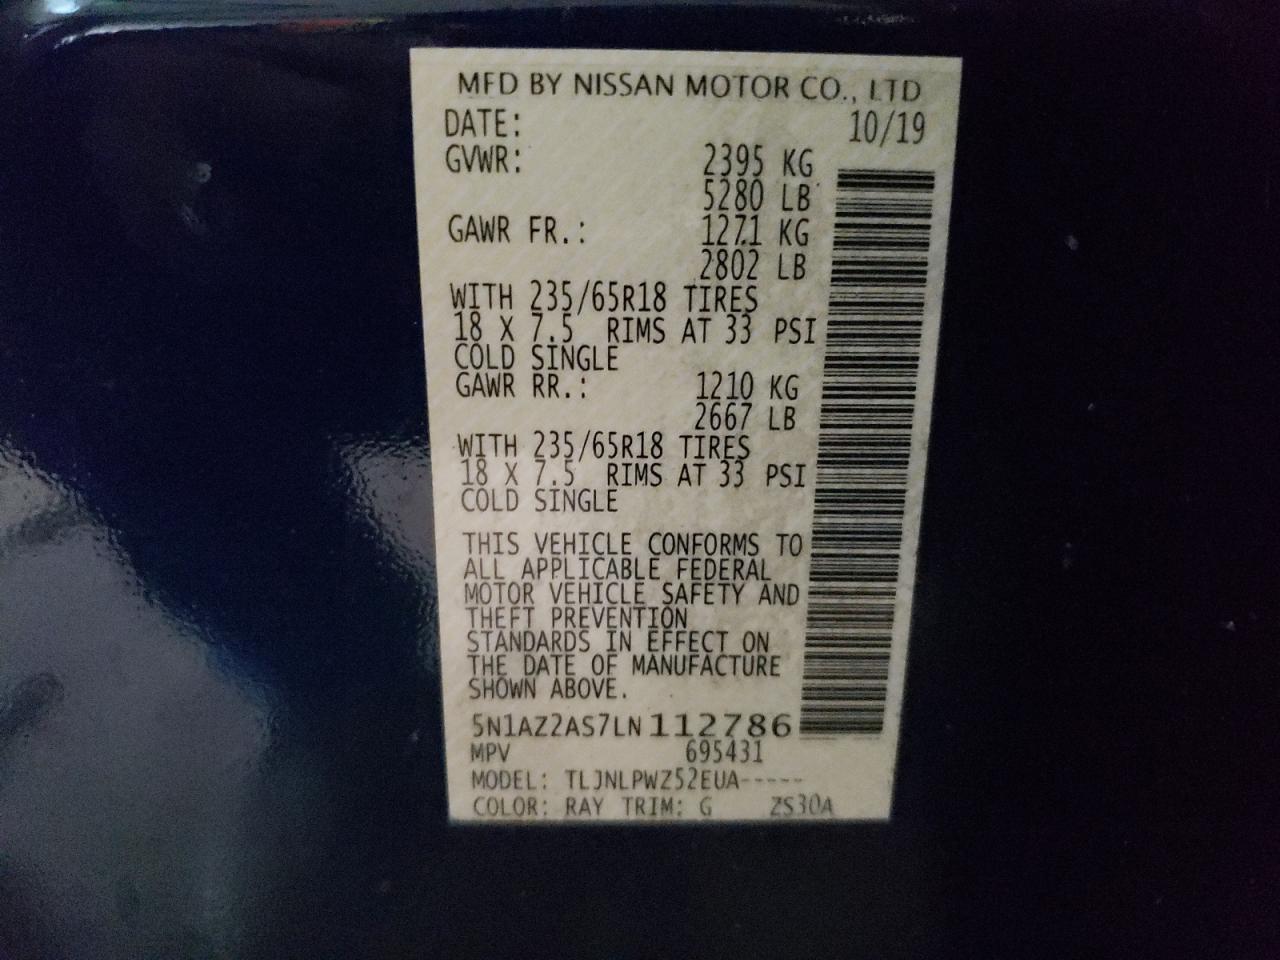 MFD BY NISSAN MOTOR CO., LTD
DATE: 10/19
GVWR: 2395 KG
5280 LB
GAWR FR.: 1271 KG
2802 LB
WITH 235/65R18 TIRES
18 X 7.5 RIMS AT 33 PSI
COLD SINGLE
GAWR RR.: 1210 KG
2667 LB
WITH 235/65R18 TIRES
18 X 7.5 RIMS AT 33 PSI
COLD SINGLE
THIS VEHICLE CONFORMS TO
ALL APPLICABLE FEDERAL
MOTOR VEHICLE SAFETY AND
THEFT PREVENTION
STANDARDS IN EFFECT ON
THE DATE OF MANUFACTURE
SHOWN ABOVE.
5N1AZ2AS7LN112786
MPV 695431
MODEL: TLJNLPWZ52EUA-----
COLOR: RAY TRIM: G ZS30A